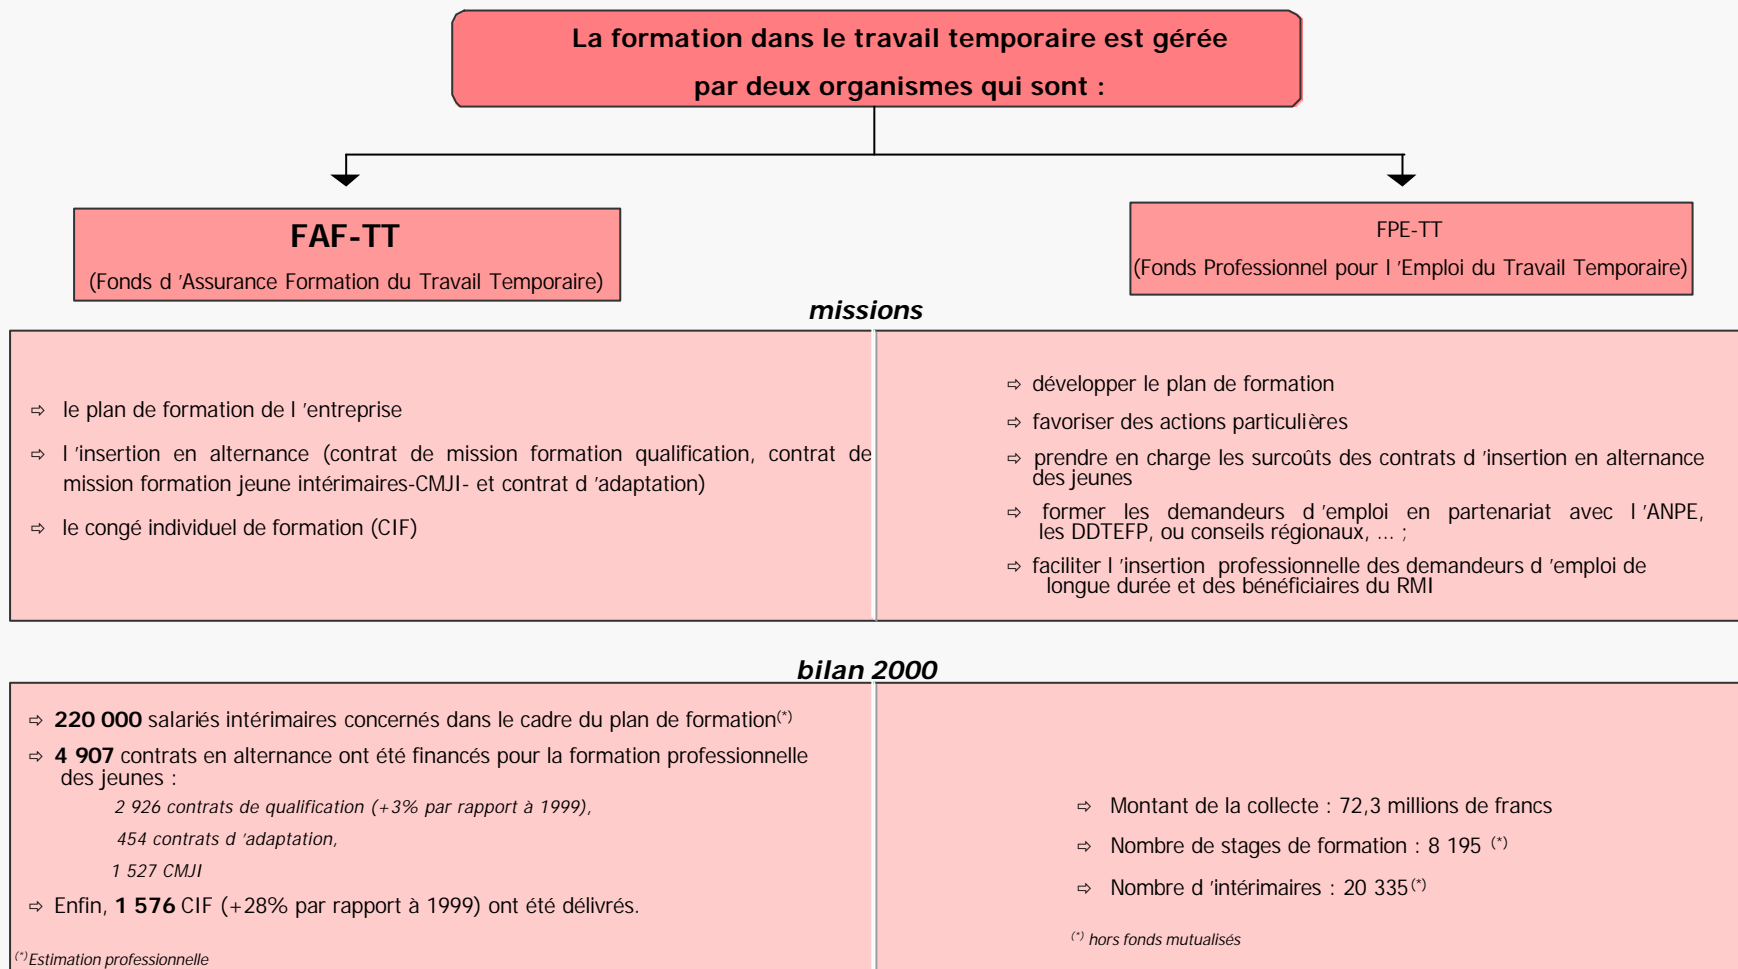 La formation dans le travail temporaire est gérée
par deux organismes qui sont :
FAF-TT
(Fonds d 'Assurance Formation du Travail Temporaire)
FPE-TT
(Fonds Professionnel pour l 'Emploi du Travail Temporaire)
missions
⇨ le plan de formation de l 'entreprise
⇨ l 'insertion en alternance (contrat de mission formation qualification, contrat de
mission formation jeune intérimaires-CMJI- et contrat d 'adaptation)
⇨ le congé individuel de formation (CIF)
⇨ développer le plan de formation
⇨ favoriser des actions particulières
⇨ prendre en charge les surcoûts des contrats d 'insertion en alternance
des jeunes
⇨ former les demandeurs d 'emploi en partenariat avec l 'ANPE,
les DDTEFP, ou conseils régionaux, ... ;
⇨ faciliter l 'insertion professionnelle des demandeurs d 'emploi de
longue durée et des bénéficiaires du RMI
bilan 2000
⇨ 220 000 salariés intérimaires concernés dans le cadre du plan de formation(*)
⇨ 4 907 contrats en alternance ont été financés pour la formation professionnelle
des jeunes :
2 926 contrats de qualification (+3% par rapport à 1999),
454 contrats d 'adaptation,
1 527 CMJI
⇨ Enfin, 1 576 CIF (+28% par rapport à 1999) ont été délivrés.
(*)Estimation professionelle
⇨ Montant de la collecte : 72,3 millions de francs
⇨ Nombre de stages de formation : 8 195 (*)
⇨ Nombre d 'intérimaires : 20 335(*)
(*) hors fonds mutualisés